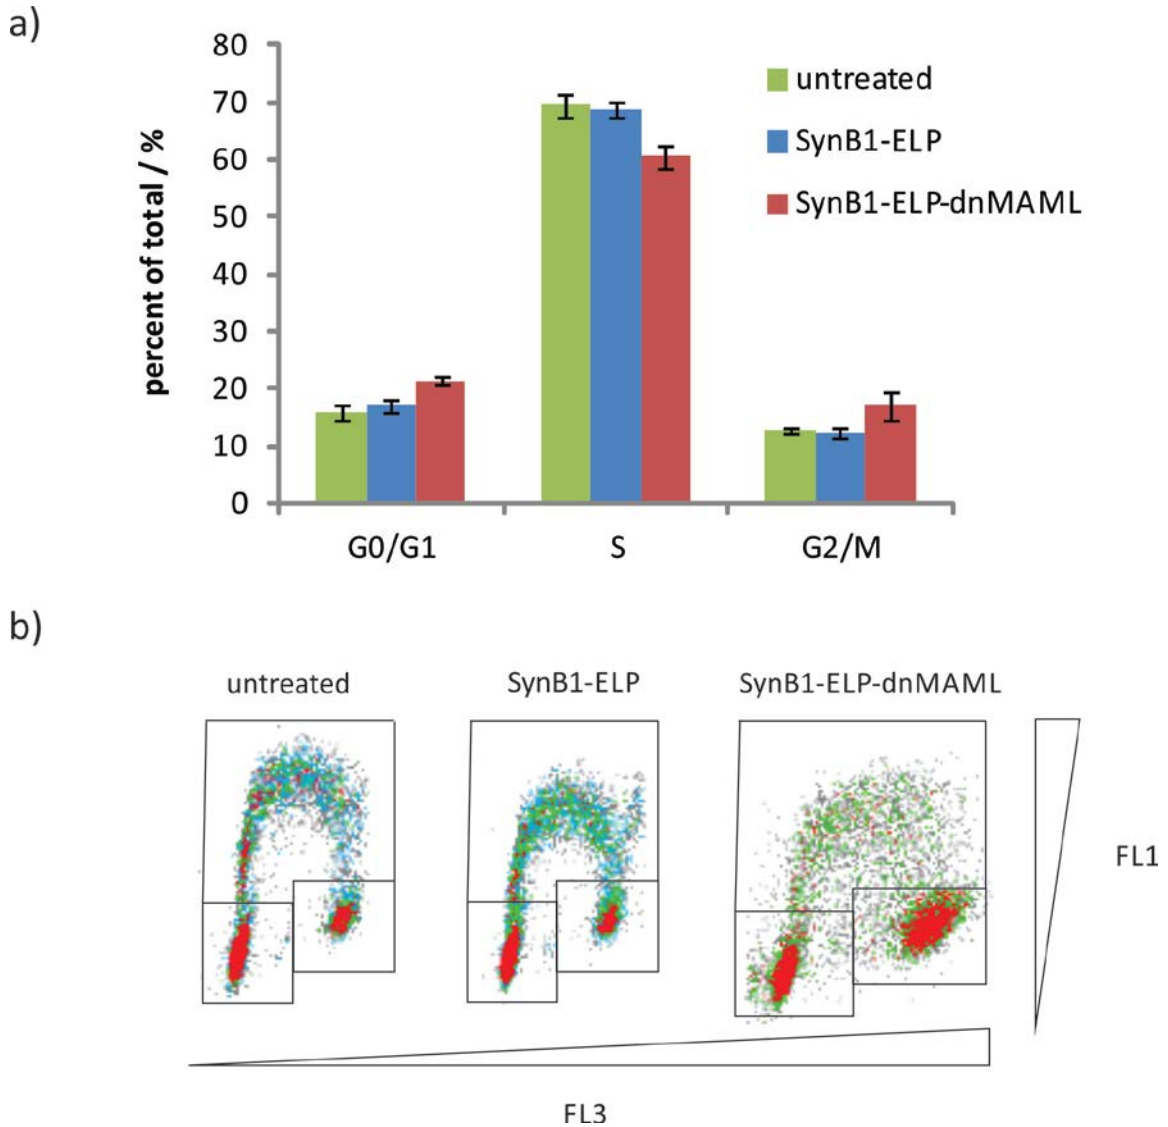 a)
80
70
60
50
40
30
20
10
0
percent of total / %
untreated
SynB1-ELP
SynB1-ELP-dnMAML
G0/G1 S G2/M
b)
untreated SynB1-ELP SynB1-ELP-dnMAML
FL1
FL3